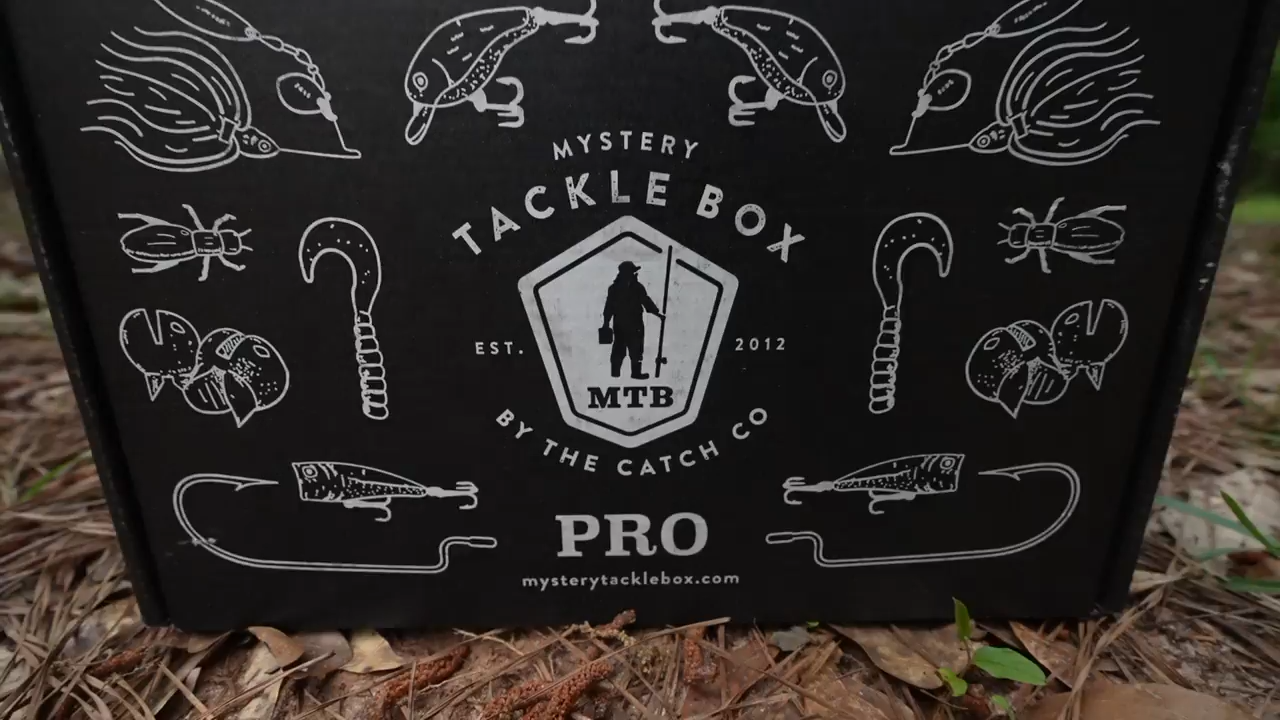 MYSTERY
TACKLE BOX
EST. 2012
MTB
BY THE CATCH CO
PRO
mysterytacklebox.com